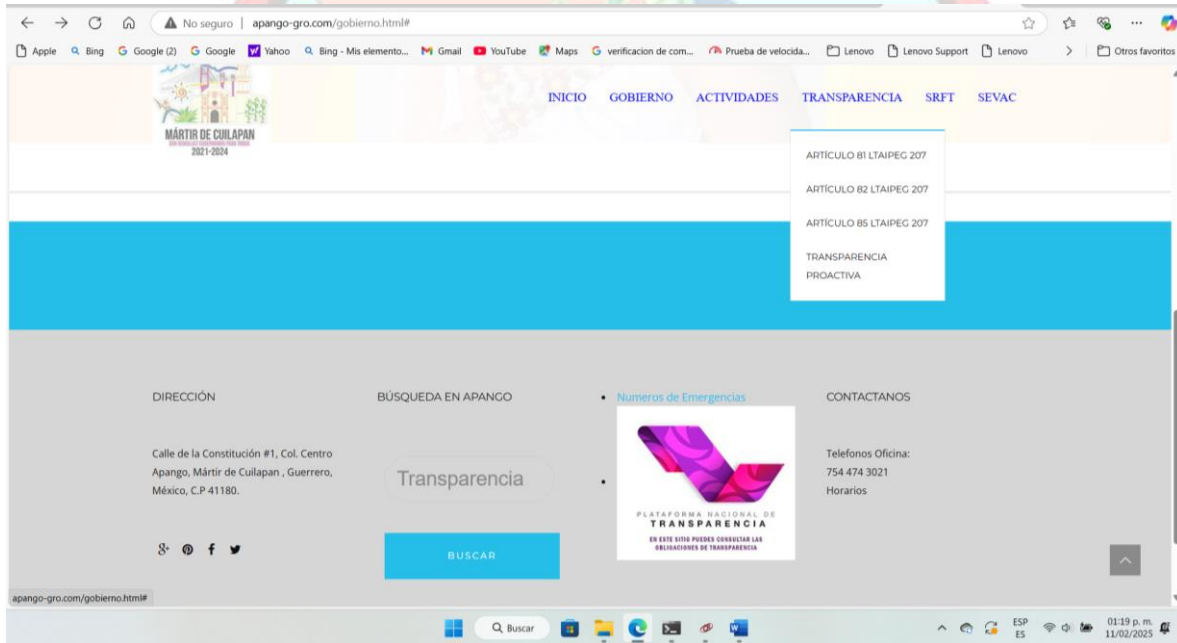 No seguro | apango-gro.com/gobierno.html#
Apple Bing Google (2) Google Yahoo Bing - Mis elemento... Gmail YouTube Maps verificacion de com... Prueba de velocida... Lenovo Lenovo Support Lenovo Otros favoritos
MÁRTIR DE CUILAPAN
2021-2024
INICIO GOBIERNO ACTIVIDADES TRANSPARENCIA SRFT SEVAC
ARTÍCULO 81 LTAIPEG 207
ARTÍCULO 82 LTAIPEG 207
ARTÍCULO 85 LTAIPEG 207
TRANSPARENCIA
PROACTIVA
DIRECCIÓN
Calle de la Constitución #1, Col. Centro
Apango, Mártir de Cuilapan , Guerrero,
México, C.P 41180.
BÚSQUEDA EN APANGO
Transparencia
BUSCAR
Numeros de Emergencias
PLATAFORMA NACIONAL DE
TRANSPARENCIA
EN ESTE SITIO PUEDES CONSULTAR LAS
OBLIGACIONES DE TRANSPARENCIA
CONTACTANOS
Telefonos Oficina:
754 474 3021
Horarios
apango-gro.com/gobierno.html#
Buscar
ESP
ES
01:19 p. m.
11/02/2025